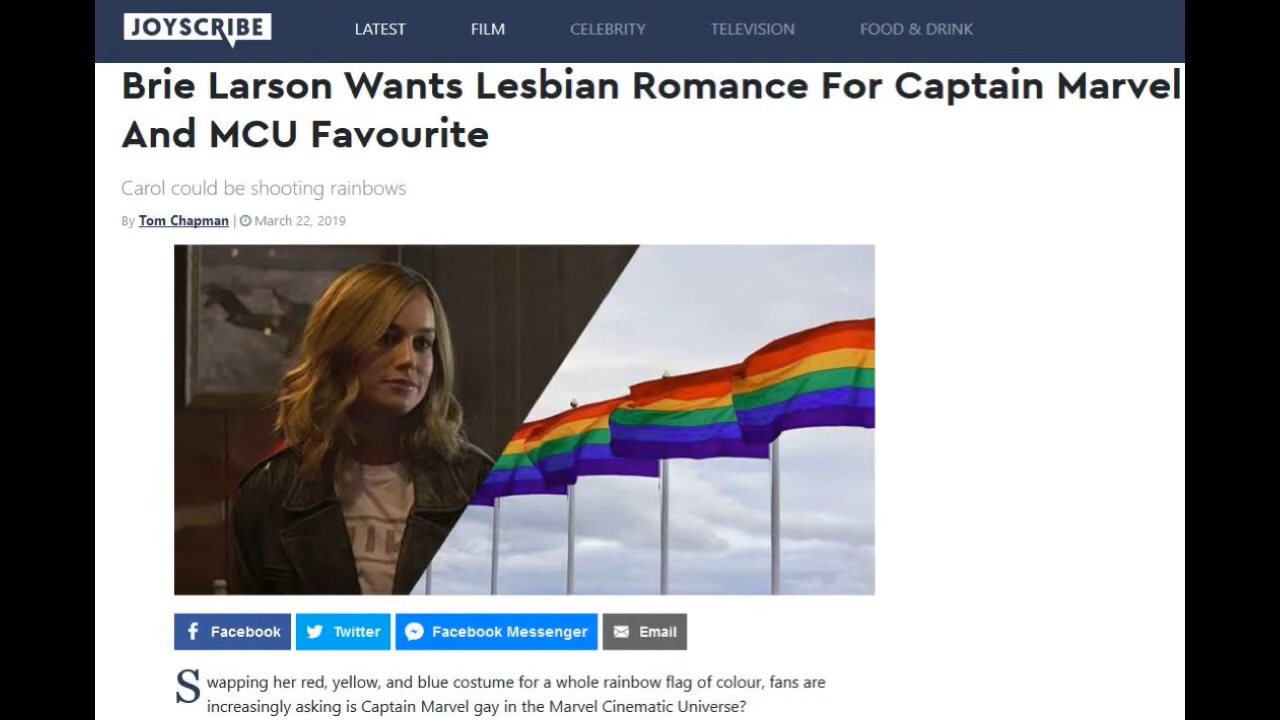 JOYSCRIBE
LATEST FILM CELEBRITY TELEVISION FOOD & DRINK
Brie Larson Wants Lesbian Romance For Captain Marvel
And MCU Favourite
Carol could be shooting rainbows
By Tom Chapman | March 22, 2019
Facebook Twitter Facebook Messenger Email
Swapping her red, yellow, and blue costume for a whole rainbow flag of colour, fans are
increasingly asking is Captain Marvel gay in the Marvel Cinematic Universe?